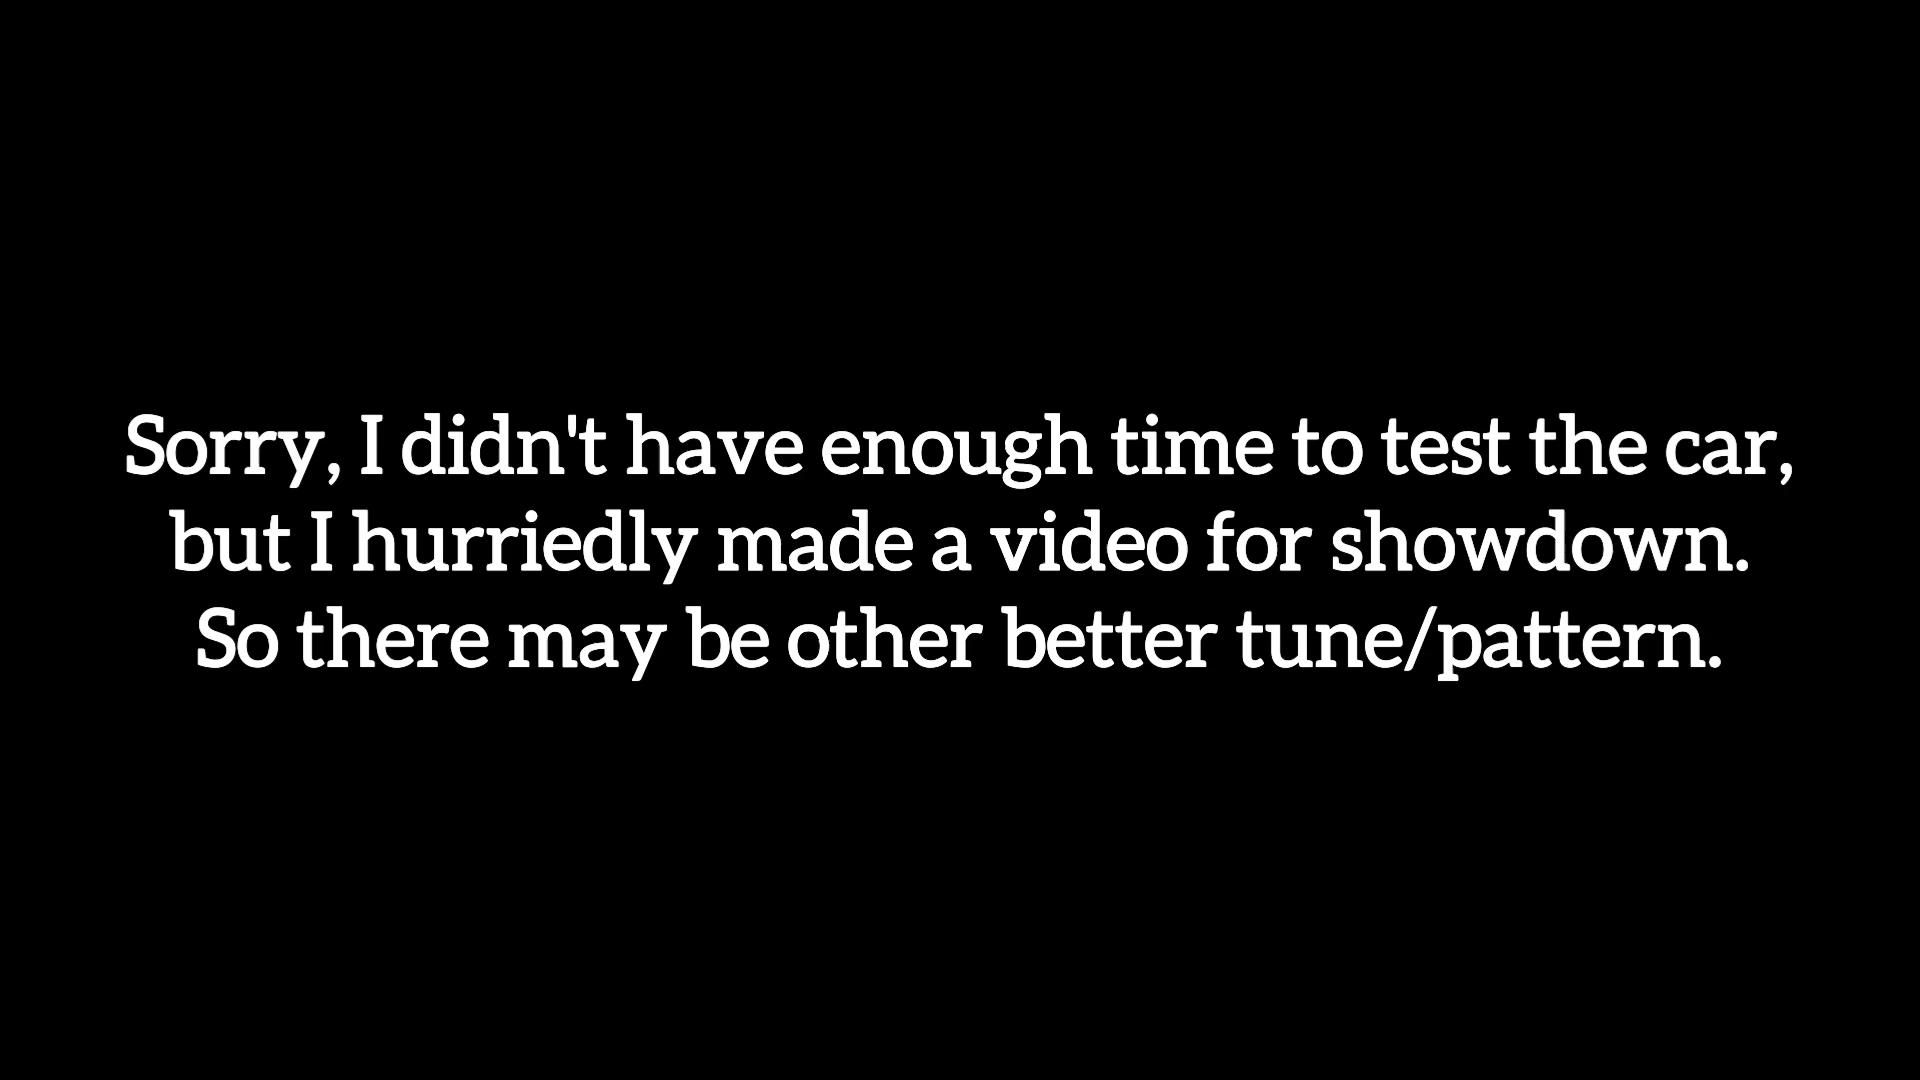 Sorry, I didn't have enough time to test the car,
but I hurriedly made a video for showdown.
So there may be other better tune/pattern.